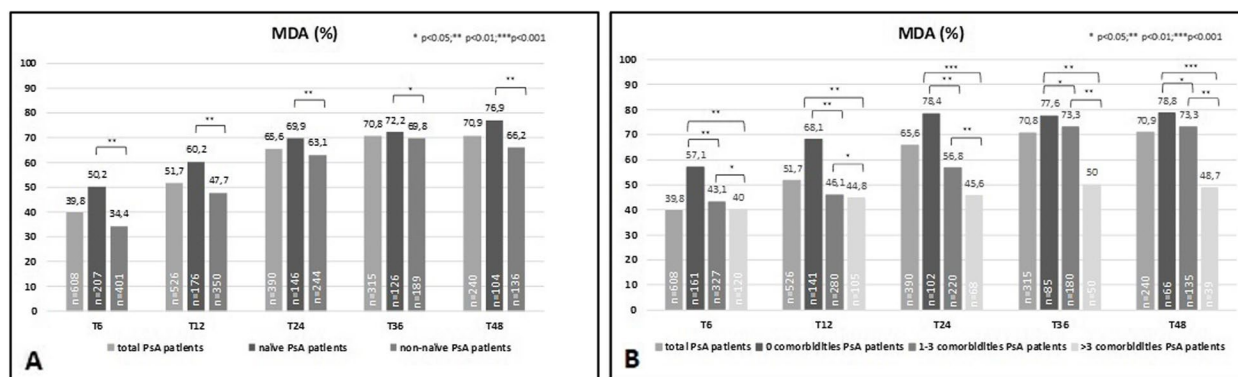 MDA (%)
* p<0.05;** p<0.01;***p<0.001
100
90
80
70
60
50
40
30
20
10
0
39,8
50,2
34,4
**
51,7
60,2
47,7
**
65,6
69,9
63,1
**
70,8
72,2
69,8
*
70,9
76,9
66,2
**
n=608
n=207
n=401
n=526
n=176
n=350
n=390
n=146
n=244
n=315
n=126
n=189
n=240
n=104
n=136
T6 T12 T24 T36 T48
total PsA patients naïve PsA patients non-naïve PsA patients
A
MDA (%)
* p<0.05;** p<0.01;***p<0.001
100
90
80
70
60
50
40
30
20
10
0
**
**
*
39,8
57,1
43,1
40
**
**
*
51,7
68,1
46,1
44,8
***
**
**
65,6
78,4
56,8
45,6
**
*
**
70,8
77,6
73,3
50
***
*
**
70,9
78,8
73,3
48,7
n=608
n=161
n=327
n=120
n=526
n=141
n=280
n=105
n=390
n=102
n=220
n=68
n=315
n=85
n=180
n=50
n=240
n=66
n=135
n=39
T6 T12 T24 T36 T48
total PsA patients 0 comorbidities PsA patients 1-3 comorbidities PsA patients >3 comorbidities PsA patients
B